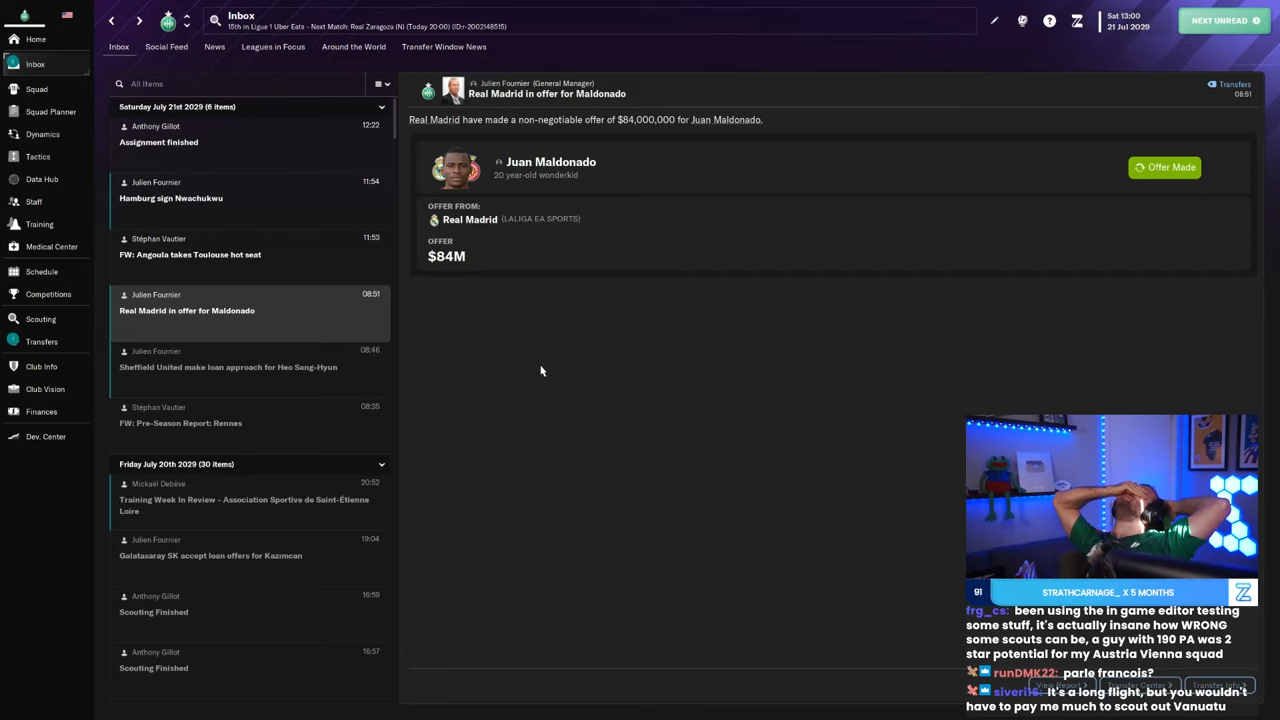 Inbox
15th in Ligue 1 Uber Eats - Next Match: Real Zaragoza (N) (Today 20:00) (ID:r-2002148515)
Sat 13:00
21 Jul 2029
NEXT UNREAD
Home
Inbox
Squad
Squad Planner
Dynamics
Tactics
Data Hub
Staff
Training
Medical Center
Schedule
Competitions
Scouting
Transfers
Club Info
Club Vision
Finances
Dev. Center
Inbox
Social Feed
News
Leagues in Focus
Around the World
Transfer Window News
All Items
Saturday July 21st 2029 (6 items)
Anthony Gillot
12:22
Assignment finished
Julien Fournier
11:54
Hamburg sign Nwachukwu
Stéphan Vautier
11:53
FW: Angoula takes Toulouse hot seat
Julien Fournier
08:51
Real Madrid in offer for Maldonado
Julien Fournier
08:46
Sheffield United make loan approach for Heo Sang-Hyun
Stéphan Vautier
08:35
FW: Pre-Season Report: Rennes
Friday July 20th 2029 (30 items)
Mickaël Debève
20:52
Training Week In Review - Association Sportive de Saint-Étienne
Loire
Julien Fournier
19:04
Galatasaray SK accept loan offers for Kazımcan
Anthony Gillot
16:59
Scouting Finished
Anthony Gillot
16:57
Scouting Finished
Julien Fournier (General Manager)
Real Madrid in offer for Maldonado
Transfers
08:51
Real Madrid have made a non-negotiable offer of $84,000,000 for Juan Maldonado.
Juan Maldonado
20 year-old wonderkid
Offer Made
OFFER FROM:
Real Madrid (LALIGA EA SPORTS)
OFFER
$84M
91
STRATHCARNAGE_ X 5 MONTHS
frg_cs: been using the in game editor testing
some stuff, it's actually insane how WRONG
some scouts can be, a guy with 190 PA was 2
star potential for my Austria Vienna squad
runDMK22: parle francois?
View Report
Transfer Center
Transfer Info
siveri16: It's a long flight, but you wouldn't
have to pay me much to scout out Vanuatu